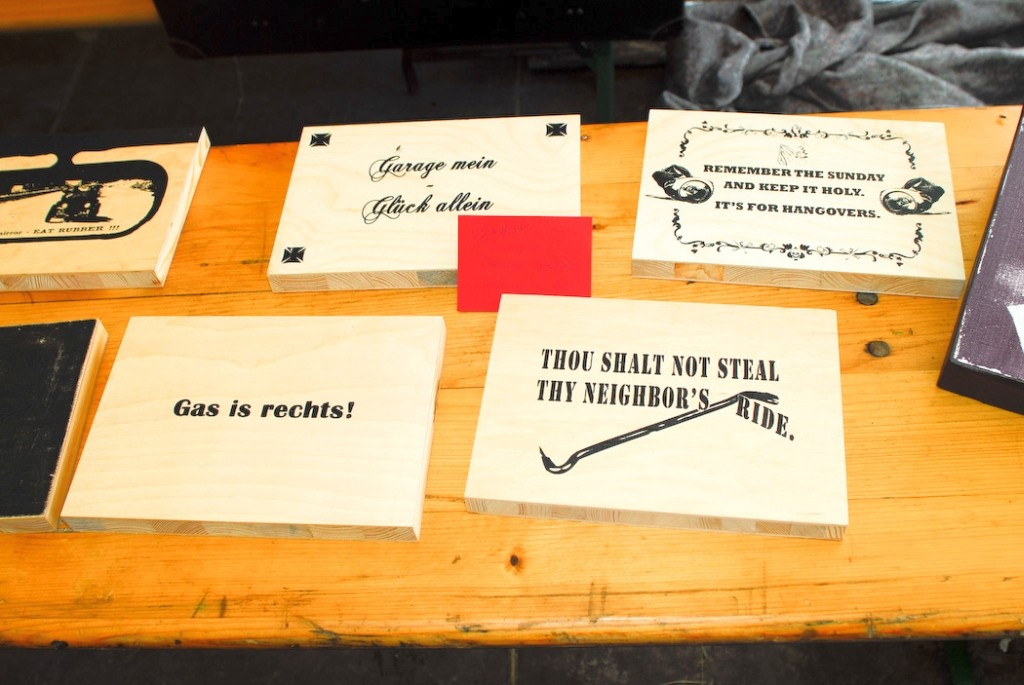 - EAT RUBBER !!!
Garage mein
-
Glück allein
REMEMBER THE SUNDAY
AND KEEP IT HOLY.
IT'S FOR HANGOVERS.
Gas is rechts!
THOU SHALT NOT STEAL
THY NEIGHBOR'S RIDE.